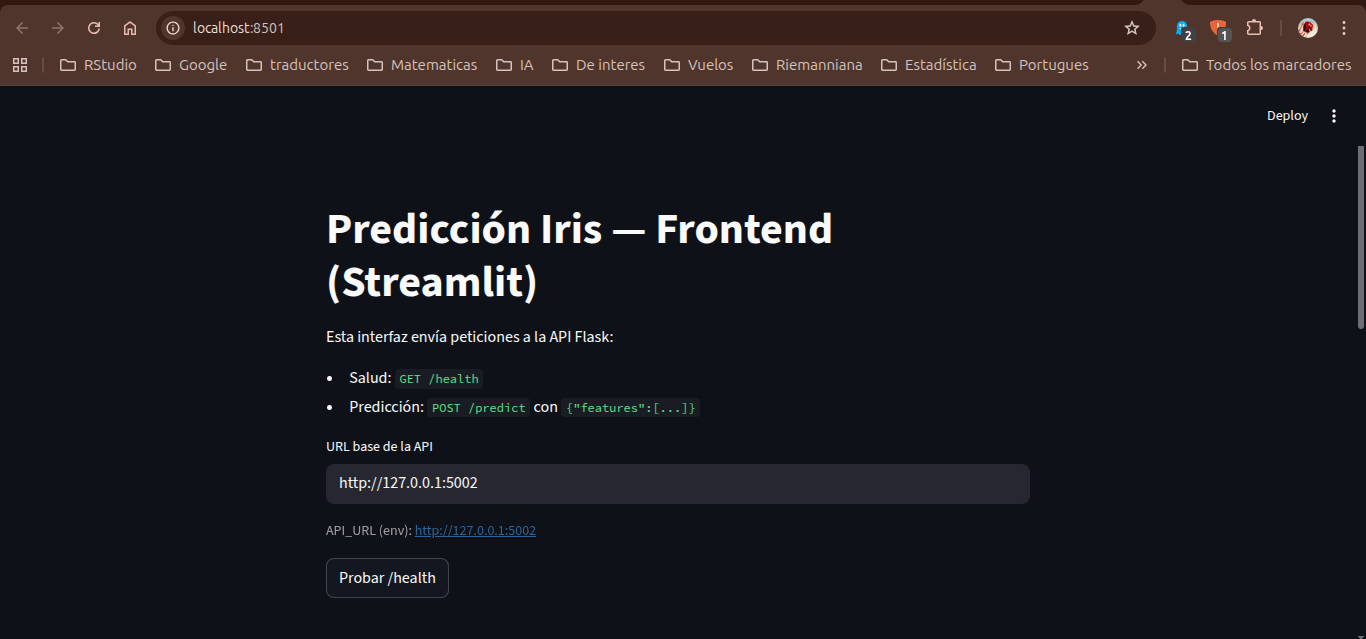 localhost:8501
2
1
RStudio
Google
traductores
Matematicas
IA
De interes
Vuelos
Riemanniana
Estadística
Portugues
»
Todos los marcadores
Deploy
Predicción Iris — Frontend
(Streamlit)
Esta interfaz envía peticiones a la API Flask:
• Salud: GET /health
• Predicción: POST /predict con {"features":[...]}
URL base de la API
http://127.0.0.1:5002
API_URL (env): http://127.0.0.1:5002
Probar /health